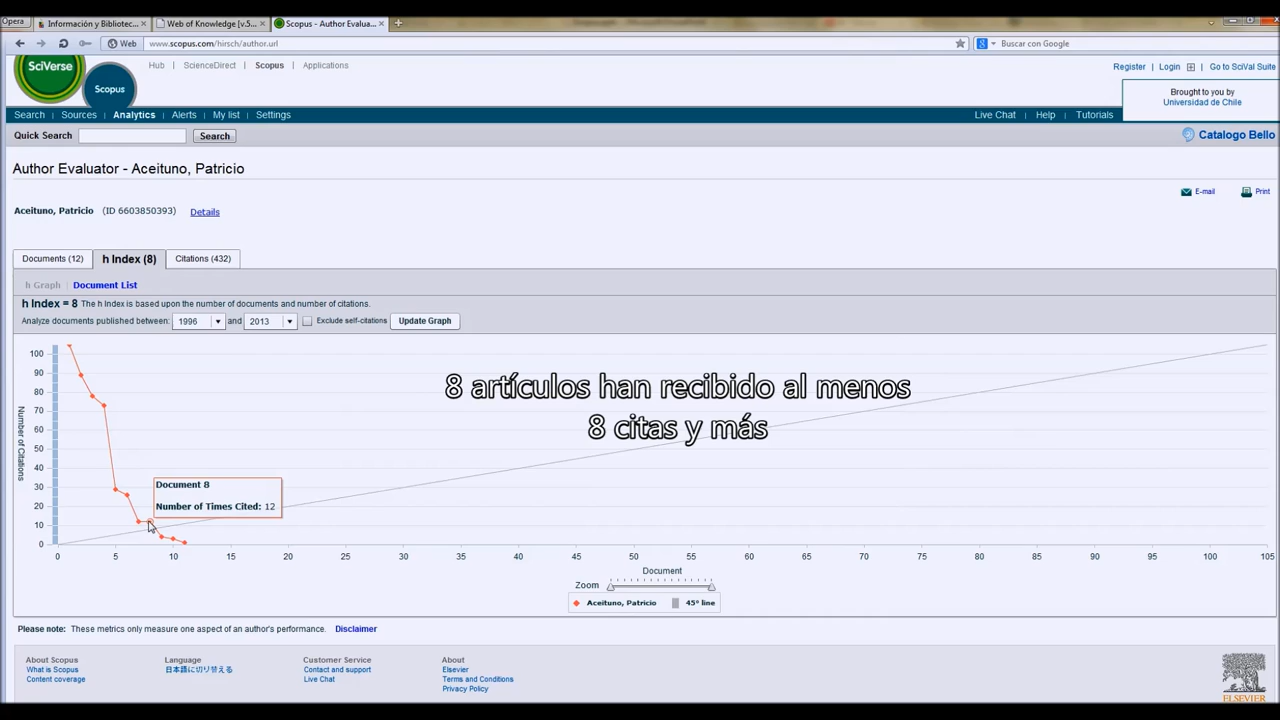 Opera
Información y Bibliotec...
Web of Knowledge [v.5...
Scopus - Author Evaluat...
Web
www.scopus.com/hirsch/author.url
Buscar con Google
SciVerse
Scopus
Hub
ScienceDirect
Scopus
Applications
Register
Login
Go to SciVal Suite
Brought to you by
Universidad de Chile
Search
Sources
Analytics
Alerts
My list
Settings
Live Chat
Help
Tutorials
Quick Search
Search
Catalogo Bello
Author Evaluator - Aceituno, Patricio
E-mail
Print
Aceituno, Patricio (ID 6603850393) Details
Documents (12)
h Index (8)
Citations (432)
h Graph
Document List
h Index = 8 The h Index is based upon the number of documents and number of citations.
Analyze documents published between: 1996 and 2013 Exclude self-citations Update Graph
100
90
80
70
60
50
40
30
20
10
0
Number of Citations
8 artículos han recibido al menos
8 citas y más
Document 8
Number of Times Cited: 12
0 5 10 15 20 25 30 35 40 45 50 55 60 65 70 75 80 85 90 95 100 105
Document
Zoom
Aceituno, Patricio
45º line
Please note: These metrics only measure one aspect of an author's performance. Disclaimer
About Scopus
What is Scopus
Content coverage
Language
日本語に切り替える
Customer Service
Contact and support
Live Chat
About
Elsevier
Terms and Conditions
Privacy Policy
ELSEVIER